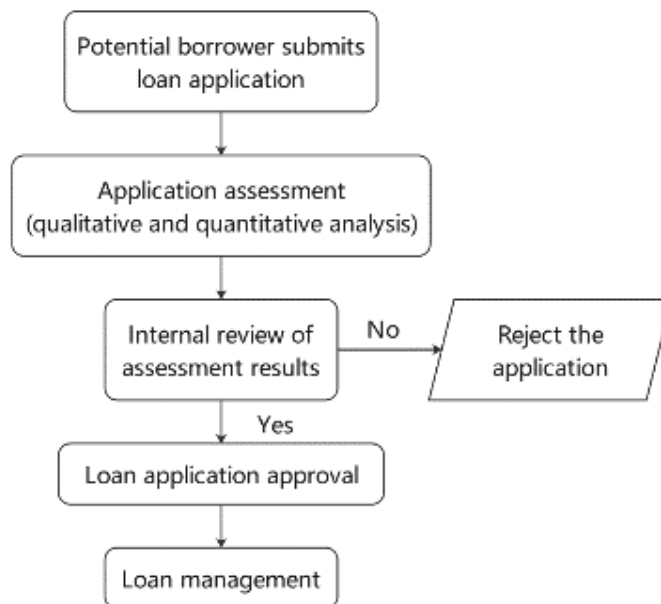 Potential borrower submits
loan application
Application assessment
(qualitative and quantitative analysis)
Internal review of
assessment results
No
Reject the
application
Yes
Loan application approval
Loan management